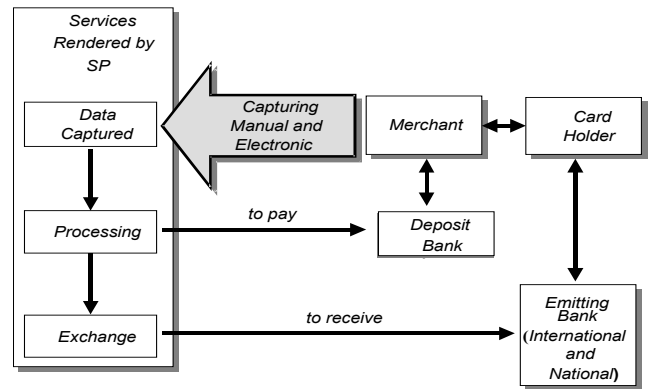 Services
Rendered by
SP
Data
Captured
Capturing
Manual and
Electronic
Merchant
Card
Holder
Processing
to pay
Deposit
Bank
Exchange
to receive
Emitting
Bank
(International
and
National)